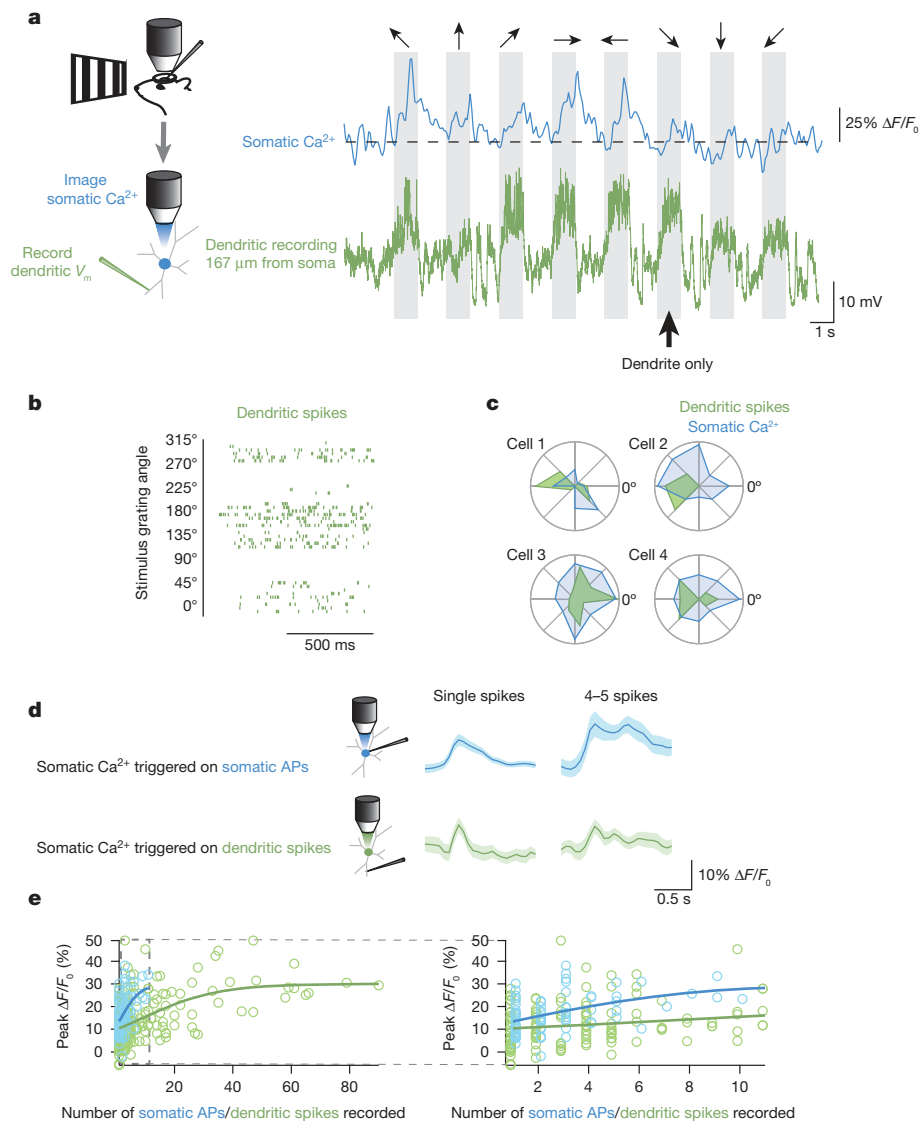 a
Image
somatic Ca²⁺
Record
dendritic Vm
Somatic Ca²⁺
25% ΔF/F₀
Dendritic recording
167 μm from soma
10 mV
1 s
Dendrite only
b
Dendritic spikes
Stimulus grating angle
315°
270°
225°
180°
135°
90°
45°
0°
500 ms
c
Dendritic spikes
Somatic Ca²⁺
Cell 1
0º
Cell 2
0º
Cell 3
0º
Cell 4
0º
d
Single spikes
4–5 spikes
Somatic Ca²⁺ triggered on somatic APs
Somatic Ca²⁺ triggered on dendritic spikes
10% ΔF/F₀
0.5 s
e
Peak ΔF/F₀ (%)
50
40
30
20
10
0
20
40
60
80
Number of somatic APs/dendritic spikes recorded
Peak ΔF/F₀ (%)
50
40
30
20
10
0
2
4
6
8
10
Number of somatic APs/dendritic spikes recorded